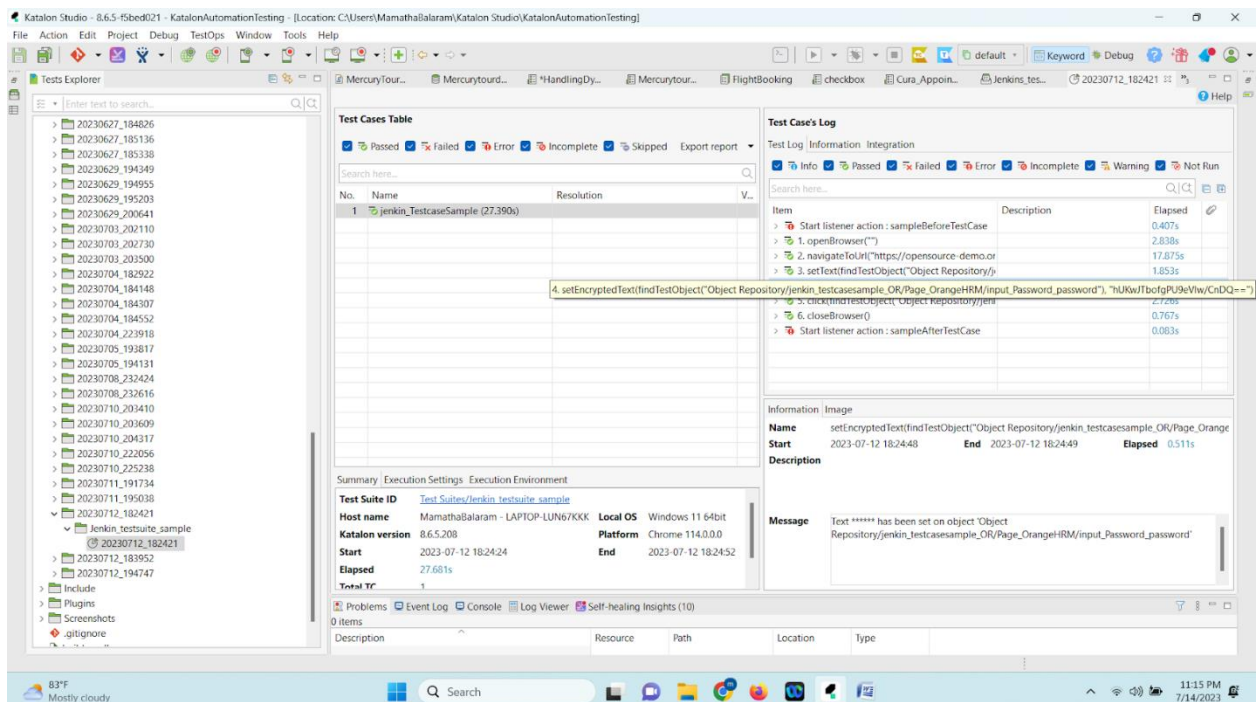 Katalon Studio - 8.6.5-f5bed021 - KatalonAutomationTesting - [Location: C:\Users\MamathaBalaram\Katalon Studio\KatalonAutomationTesting]
File Action Edit Project Debug TestOps Window Tools Help
default
Keyword
Debug
Tests Explorer
Enter text to search...
20230627_184826
20230627_185136
20230627_185338
20230629_194349
20230629_194955
20230629_195203
20230629_200641
20230703_202110
20230703_202730
20230703_203500
20230704_182922
20230704_184148
20230704_184307
20230704_184552
20230704_223918
20230705_193817
20230705_194131
20230708_232424
20230708_232616
20230710_203410
20230710_203609
20230710_204317
20230710_222056
20230710_225238
20230711_191734
20230711_195038
20230712_182421
Jenkin_testsuite_sample
20230712_182421
20230712_183952
20230712_194747
Include
Plugins
Screenshots
.gitignore
MercuryTour... Mercurytourd... *HandlingDy... Mercurytour... FlightBooking checkbox Cura_Appoin... Jenkins_tes... 20230712_182421
Help
Test Cases Table
Passed Failed Error Incomplete Skipped Export report
Search here...
No. Name Resolution V...
1 jenkin_TestcaseSample (27.390s)
Summary Execution Settings Execution Environment
Test Suite ID Test Suites/Jenkin_testsuite_sample
Host name MamathaBalaram - LAPTOP-LUN67KKK Local OS Windows 11 64bit
Katalon version 8.6.5.208 Platform Chrome 114.0.0.0
Start 2023-07-12 18:24:24 End 2023-07-12 18:24:52
Elapsed 27.681s
Total TC 1
Test Case's Log
Test Log Information Integration
Info Passed Failed Error Incomplete Warning Not Run
Search here...
Item Description Elapsed
Start listener action : sampleBeforeTestCase 0.407s
1. openBrowser("") 2.838s
2. navigateToUrl("https://opensource-demo.or 17.875s
3. setText(findTestObject("Object Repository/j 1.853s
4. setEncryptedText(findTestObject("Object Repository/jenkin_testcasesample_OR/Page_OrangeHRM/input_Password_password"), "hUKwJTbofgPU9eVlw/CnDQ==")
5. click(findTestObject("Object Repository/jeni 2.726s
6. closeBrowser() 0.767s
Start listener action : sampleAfterTestCase 0.083s
Information Image
Name setEncryptedText(findTestObject("Object Repository/jenkin_testcasesample_OR/Page_Orange
Start 2023-07-12 18:24:48 End 2023-07-12 18:24:49 Elapsed 0.511s
Description
Message Text ****** has been set on object 'Object
Repository/jenkin_testcasesample_OR/Page_OrangeHRM/input_Password_password'
Problems Event Log Console Log Viewer Self-healing Insights (10)
0 items
Description Resource Path Location Type
83°F
Mostly cloudy
Search
11:15 PM
7/14/2023